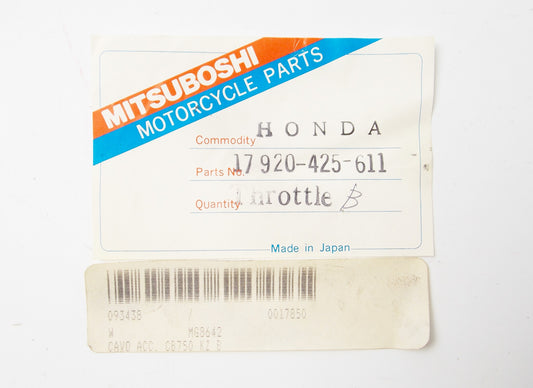 MITSUBOSHI
MOTORCYCLE PARTS
Commodity HONDA
Parts No. 17920-425-611
Quantity Throttle B
Made in Japan
093438 / 0017850
W MG8642
CAVO ACC. CB750 KZ B